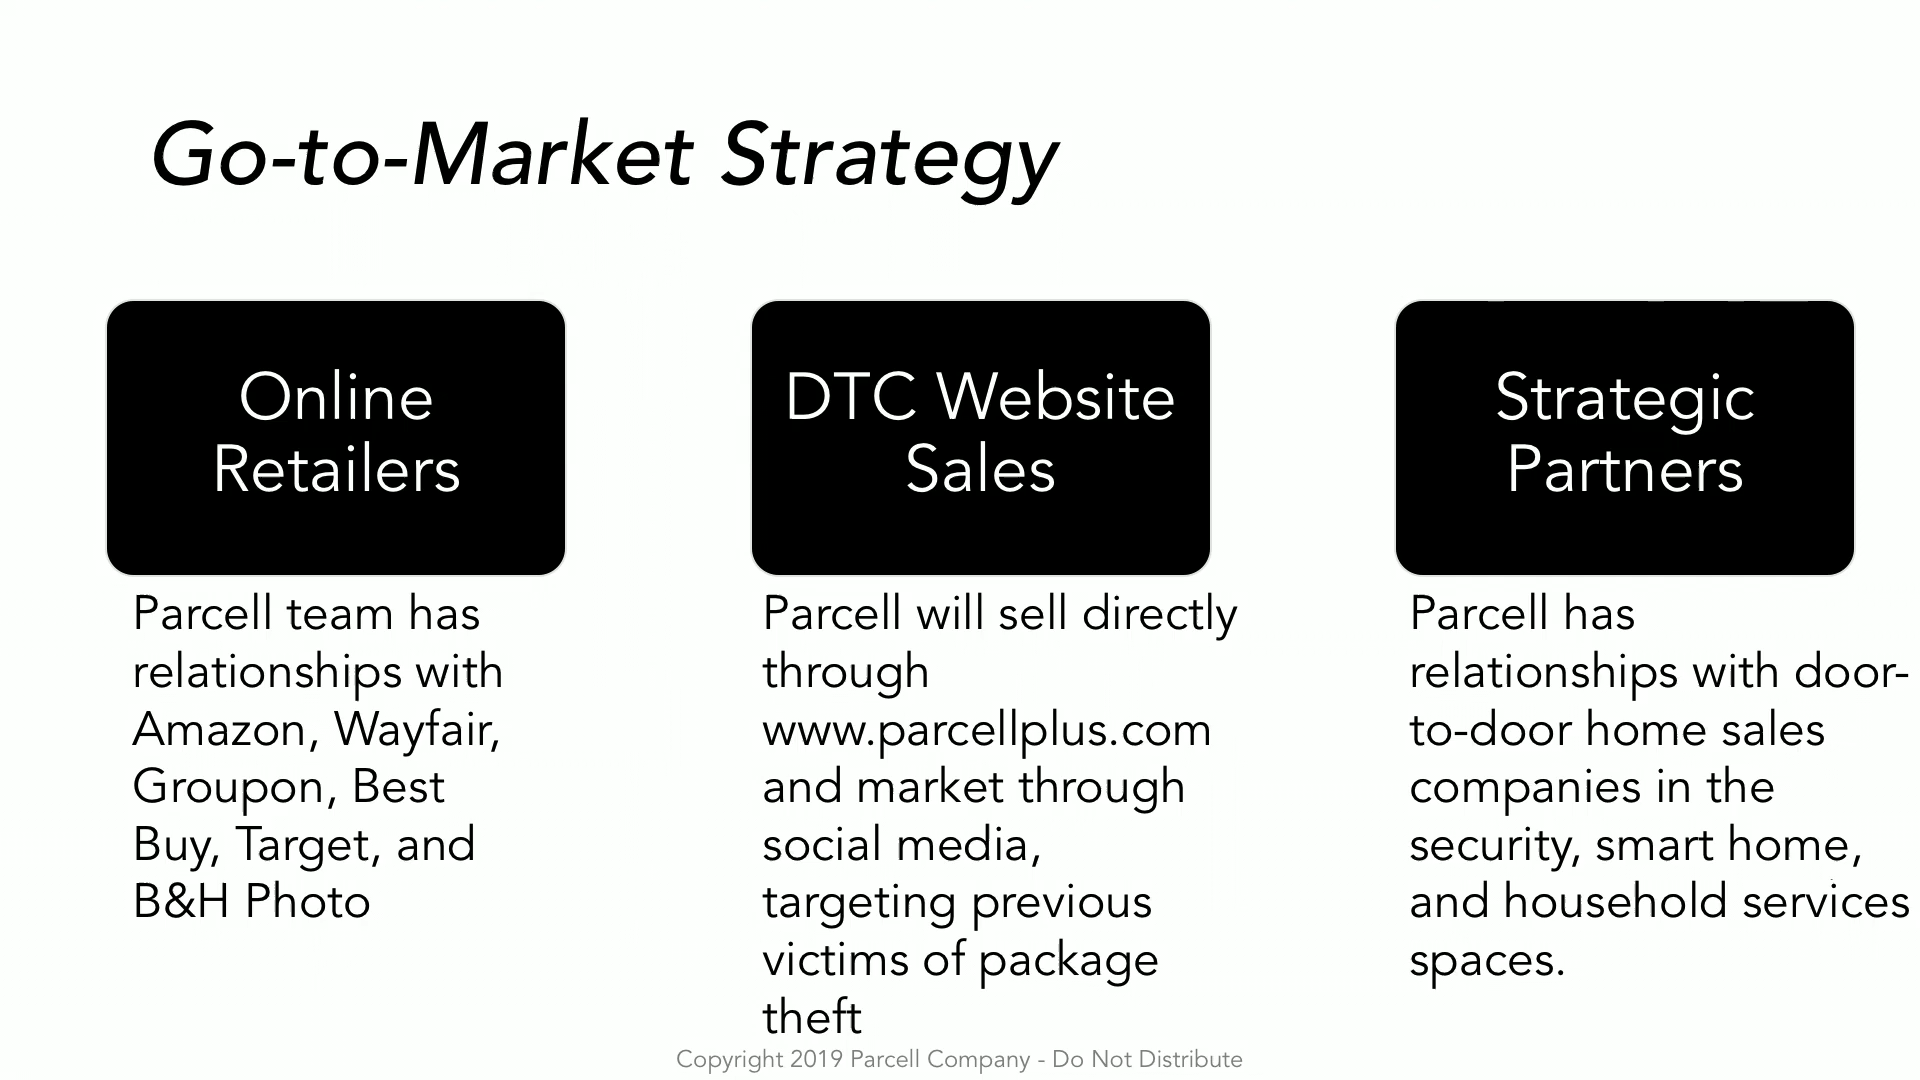 Go-to-Market Strategy
Online
Retailers
Parcell team has
relationships with
Amazon, Wayfair,
Groupon, Best
Buy, Target, and
B&H Photo
DTC Website
Sales
Parcell will sell directly
through
www.parcellplus.com
and market through
social media,
targeting previous
victims of package
theft
Strategic
Partners
Parcell has
relationships with door-
to-door home sales
companies in the
security, smart home,
and household services
spaces.
Copyright 2019 Parcell Company - Do Not Distribute